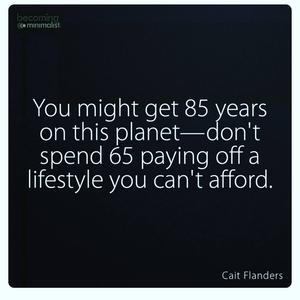 becoming
minimalist
You might get 85 years
on this planet—don't
spend 65 paying off a
lifestyle you can't afford.
Cait Flanders